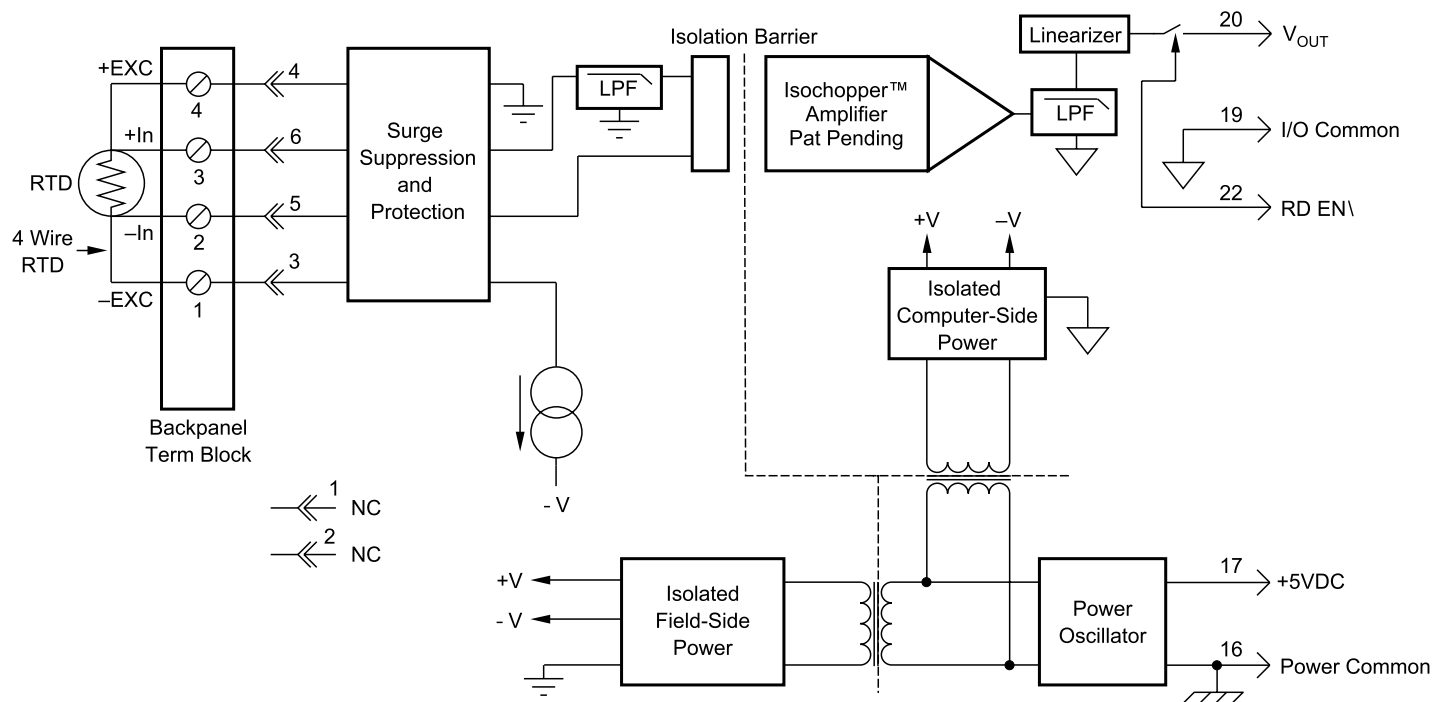 Isolation Barrier
+EXC
4
4
+In
3
6
RTD
–In
2
5
4 Wire
RTD
–EXC
1
3
Backpanel
Term Block
Surge
Suppression
and
Protection
LPF
- V
1 NC
2 NC
Isochopper™
Amplifier
Pat Pending
Linearizer
LPF
20 VOUT
19 I/O Common
22 RD EN\
+V –V
Isolated
Computer-Side
Power
+V
- V
Isolated
Field-Side
Power
Power
Oscillator
17 +5VDC
16 Power Common